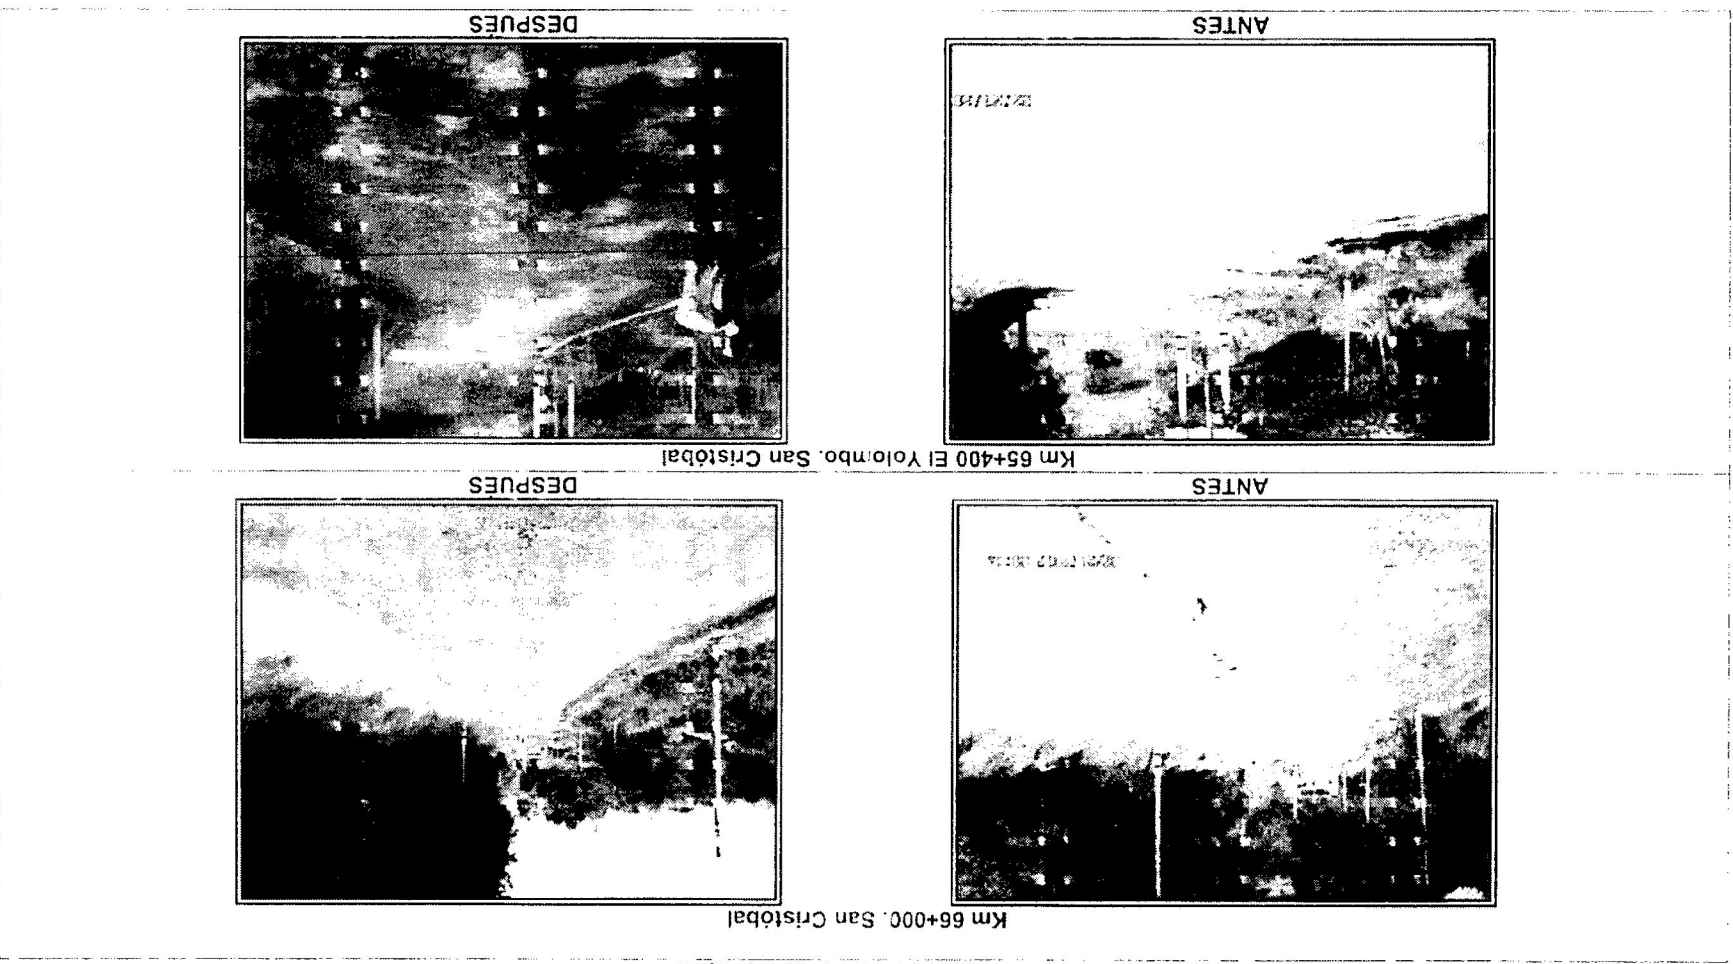 Km 66+000. San Cristóbal
ANTES
DESPUÉS
Km 65+400 El Yolombo. San Cristóbal
ANTES
DESPUÉS